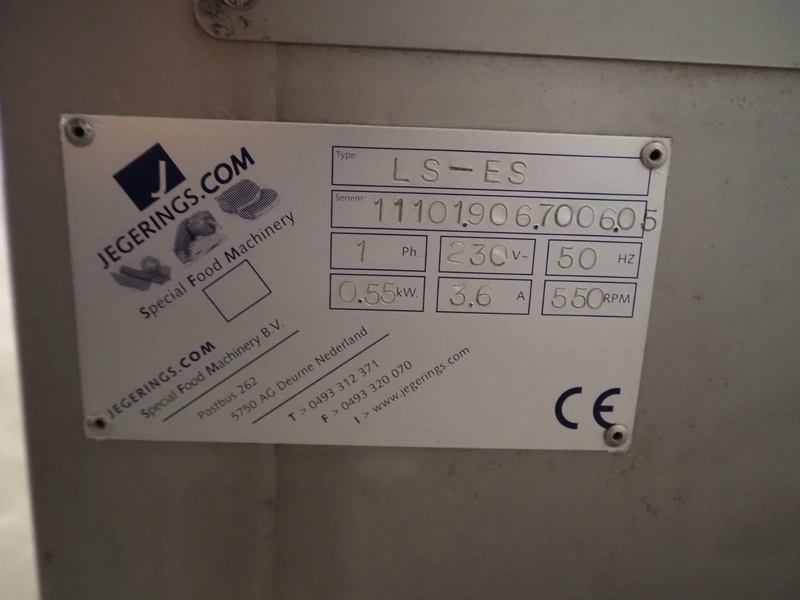 J
JEGERINGS.COM
Special Food Machinery
Type
LS-ES
Serienr
11101.906.7006.05
1 Ph. 230 V~ 50 HZ
0.55 kW. 3.6 A 550 RPM
JEGERINGS.COM
Special Food Machinery B.V.
Postbus 262
5750 AG Deurne Nederland
T > 0493 312 371
F > 0493 320 070
I > www.jegerings.com
CE